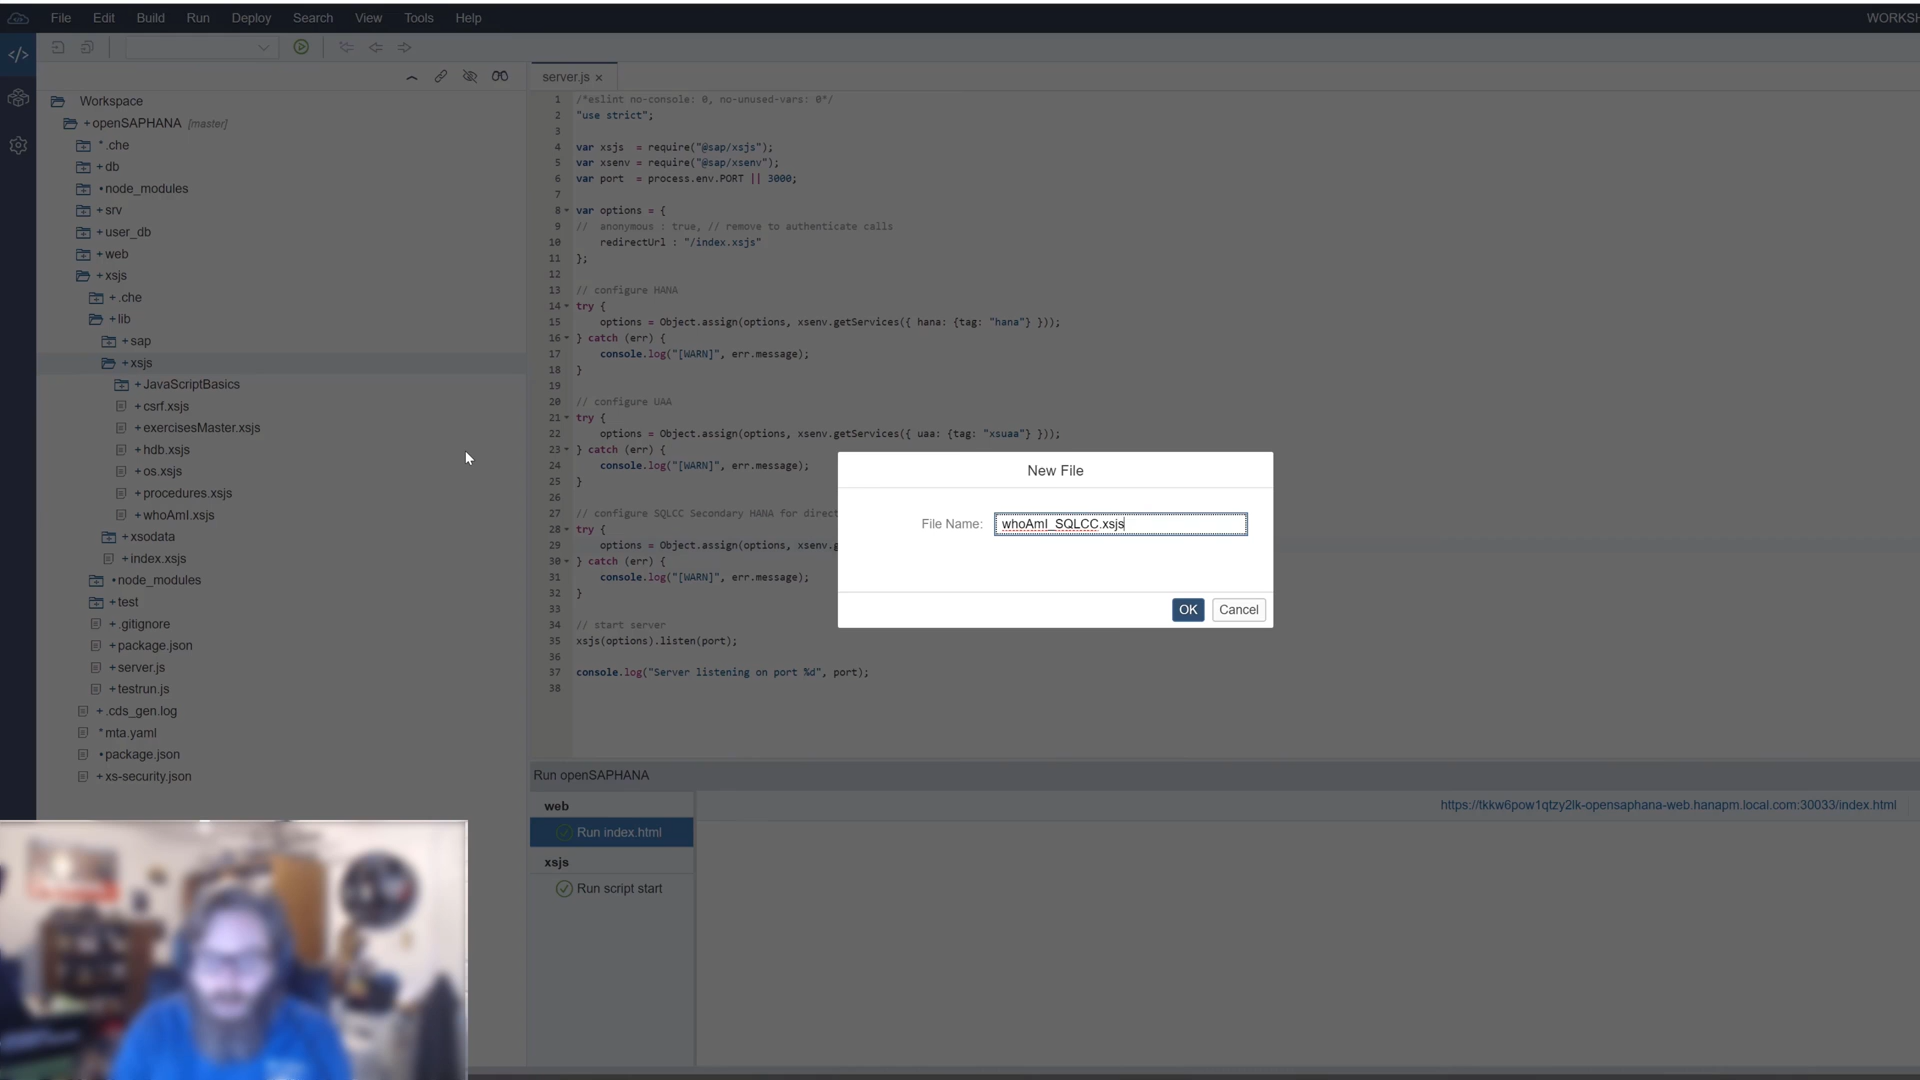 File Edit Build Run Deploy Search View Tools Help
WORKSH
server.js ×
Workspace
+ openSAPHANA [master]
* .che
+ db
• node_modules
+ srv
+ user_db
+ web
+ xsjs
+ .che
+ lib
+ sap
+ xsjs
+ JavaScriptBasics
+ csrf.xsjs
+ exercisesMaster.xsjs
+ hdb.xsjs
+ os.xsjs
+ procedures.xsjs
+ whoAmI.xsjs
+ xsodata
+ index.xsjs
• node_modules
+ test
+ .gitignore
+ package.json
+ server.js
+ testrun.js
+ .cds_gen.log
* mta.yaml
• package.json
+ xs-security.json
1 /*eslint no-console: 0, no-unused-vars: 0*/
2 "use strict";
3
4 var xsjs  = require("@sap/xsjs");
5 var xsenv = require("@sap/xsenv");
6 var port  = process.env.PORT || 3000;
7
8 var options = {
9 //  anonymous : true, // remove to authenticate calls
10 redirectUrl : "/index.xsjs"
11 };
12
13 // configure HANA
14 try {
15 options = Object.assign(options, xsenv.getServices({ hana: {tag: "hana"} }));
16 } catch (err) {
17 console.log("[WARN]", err.message);
18 }
19
20 // configure UAA
21 try {
22 options = Object.assign(options, xsenv.getServices({ uaa: {tag: "xsuaa"} }));
23 } catch (err) {
24 console.log("[WARN]", err.message);
25 }
26
27 // configure SQLCC Secondary HANA for direct
28 try {
29 options = Object.assign(options, xsenv.g
30 } catch (err) {
31 console.log("[WARN]", err.message);
32 }
33
34 // start server
35 xsjs(options).listen(port);
36
37 console.log("Server listening on port %d", port);
38
New File
File Name: whoAmI_SQLCC.xsjs
OK Cancel
Run openSAPHANA
web
Run index.html
xsjs
Run script start
https://tkkw6pow1qtzy2lk-opensaphana-web.hanapm.local.com:30033/index.html